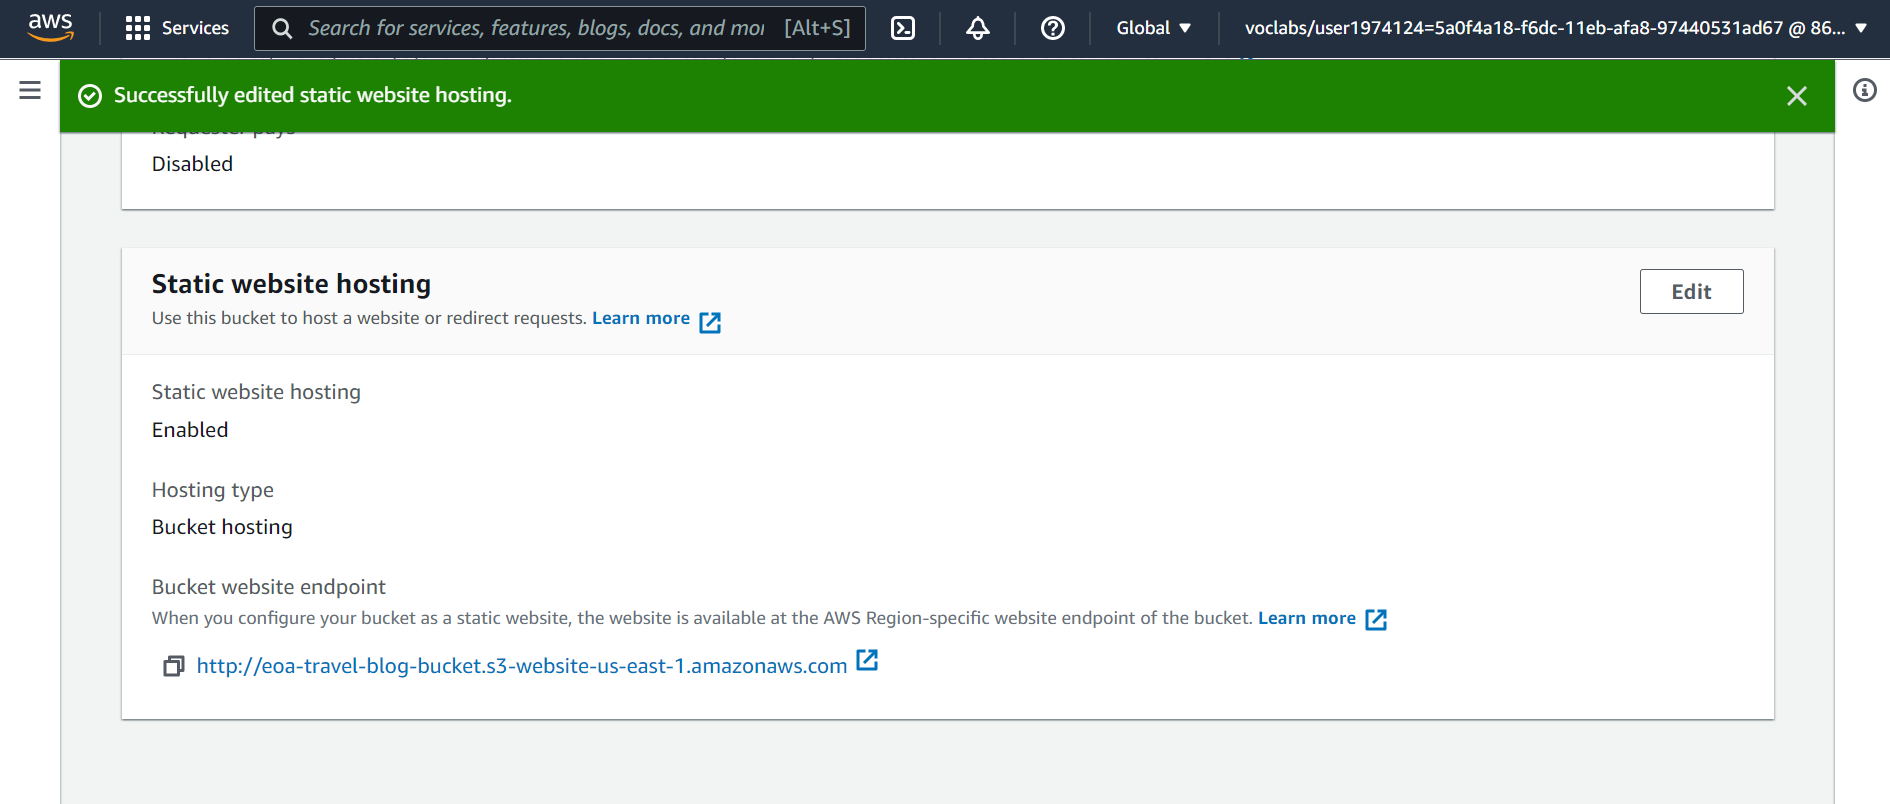 aws
Services
Search for services, features, blogs, docs, and mor [Alt+S]
Global
voclabs/user1974124=5a0f4a18-f6dc-11eb-afa8-97440531ad67 @ 86...
Successfully edited static website hosting.
Requester pays
Disabled
Static website hosting
Edit
Use this bucket to host a website or redirect requests. Learn more
Static website hosting
Enabled
Hosting type
Bucket hosting
Bucket website endpoint
When you configure your bucket as a static website, the website is available at the AWS Region-specific website endpoint of the bucket. Learn more
http://eoa-travel-blog-bucket.s3-website-us-east-1.amazonaws.com